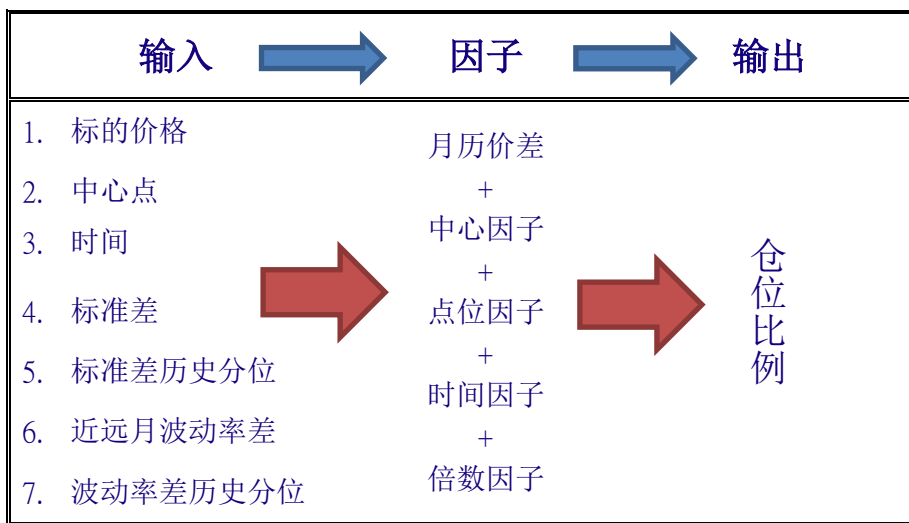 输入 因子 输出
1. 标的价格
2. 中心点
3. 时间
4. 标准差
5. 标准差历史分位
6. 近远月波动率差
7. 波动率差历史分位
月历价差
+
中心因子
+
点位因子
+
时间因子
+
倍数因子
仓位比例